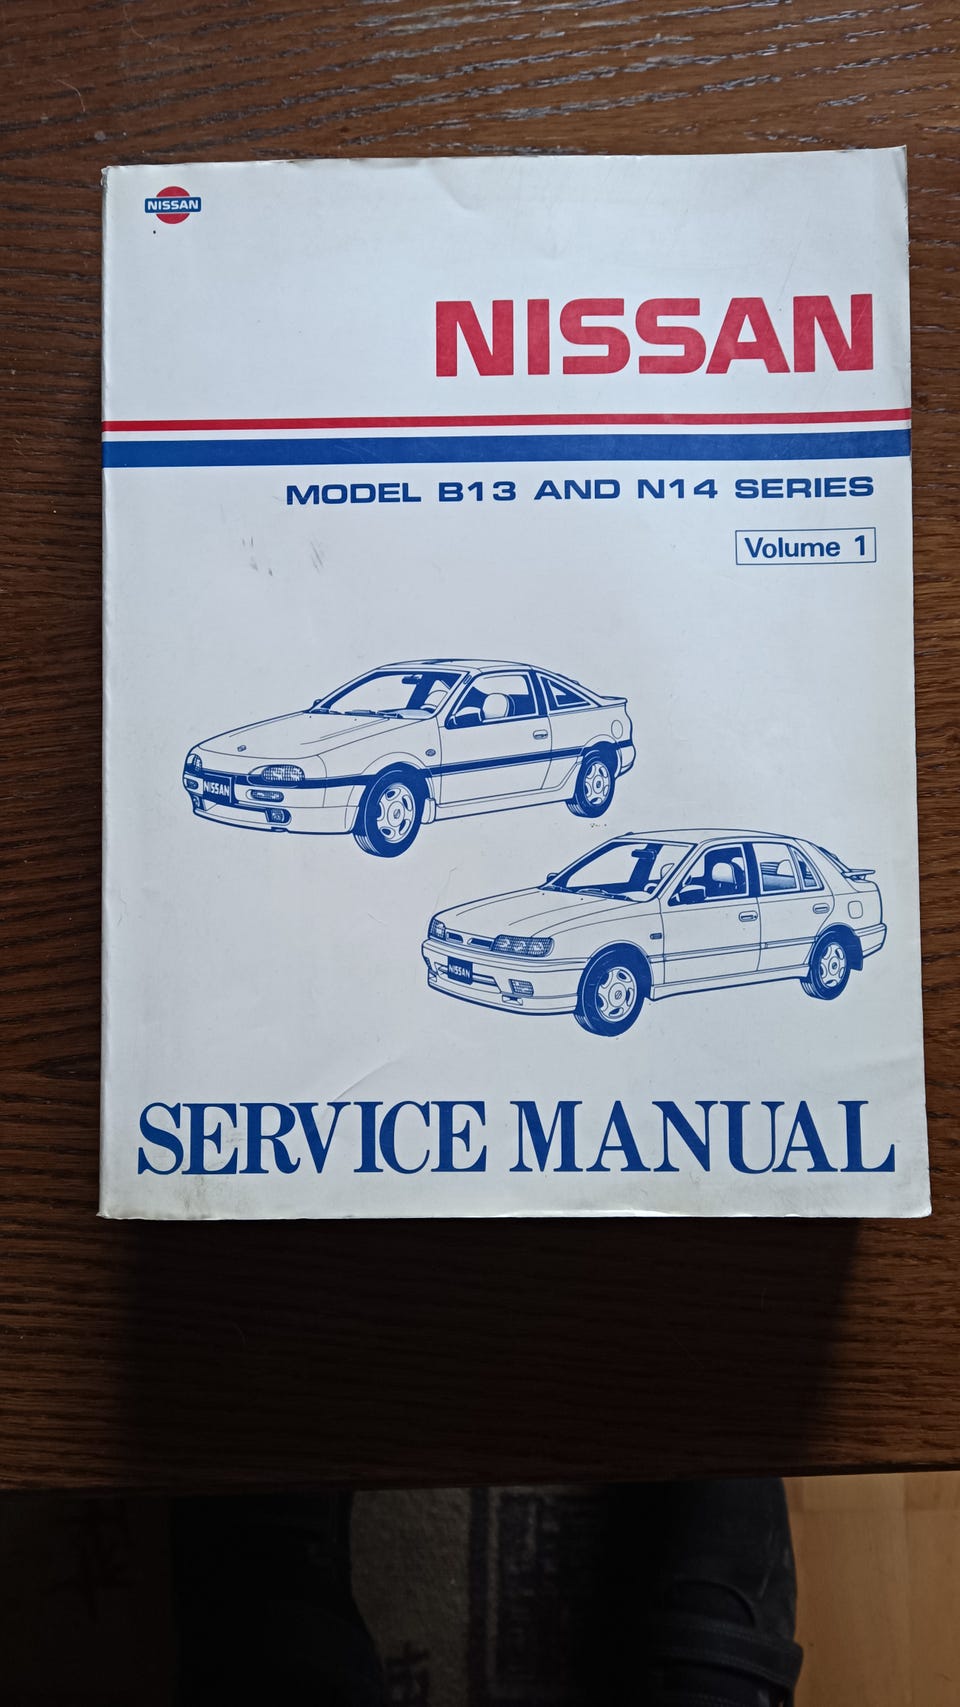 NISSAN
NISSAN
MODEL B13 AND N14 SERIES
Volume 1
NISSAN
NISSAN
SERVICE MANUAL